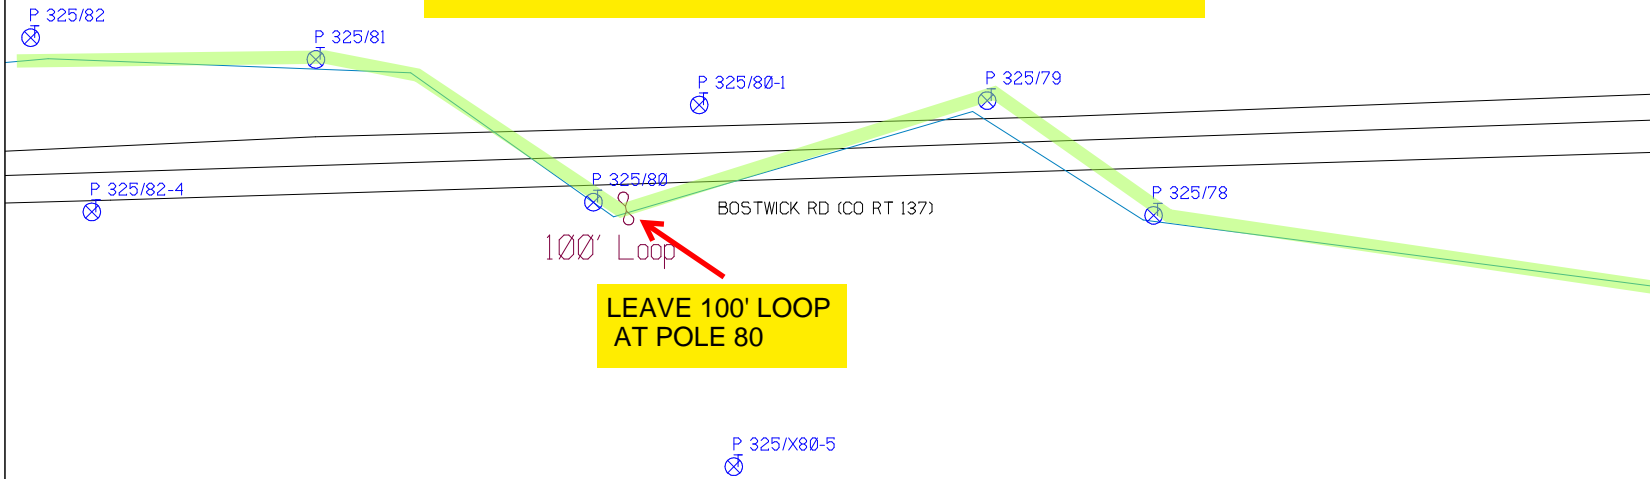 P 325/82
P 325/81
P 325/80-1
P 325/79
P 325/82-4
P 325/80
P 325/78
BOSTWICK RD (CO RT 137)
100' Loop
LEAVE 100' LOOP
AT POLE 80
P 325/X80-5